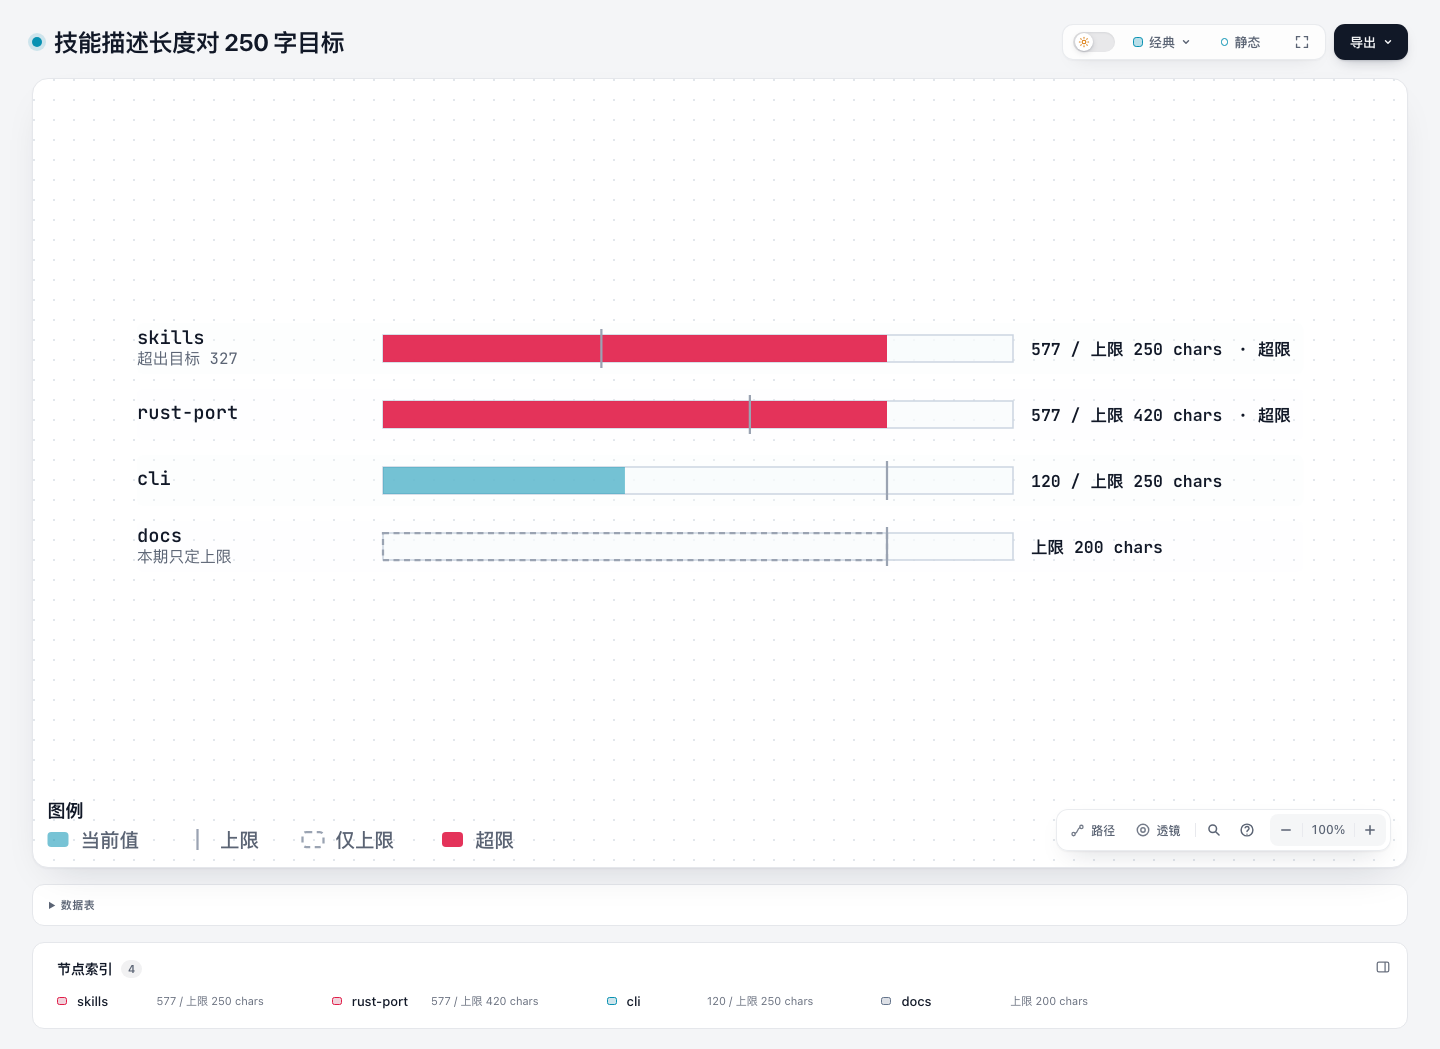 技能描述长度对 250 字目标
经典
静态
导出
skills
超出目标 327
577 / 上限 250 chars · 超限
rust-port
577 / 上限 420 chars · 超限
cli
120 / 上限 250 chars
docs
本期只定上限
上限 200 chars
图例
当前值
上限
仅上限
超限
路径
透镜
100%
数据表
节点索引 4
skills 577 / 上限 250 chars
rust-port 577 / 上限 420 chars
cli 120 / 上限 250 chars
docs 上限 200 chars